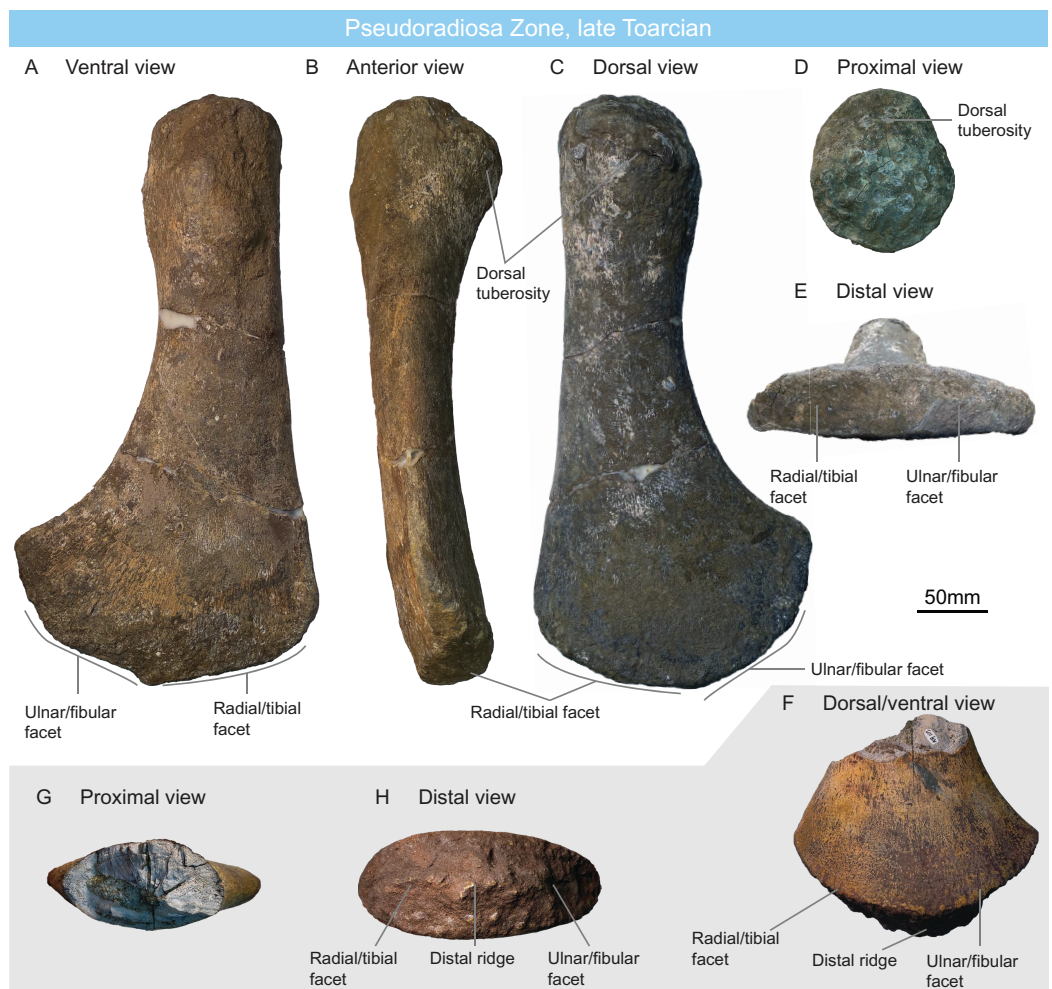 Pseudoradiosa Zone, late Toarcian
A Ventral view
B Anterior view
C Dorsal view
D Proximal view
Dorsal
tuberosity
Dorsal
tuberosity
E Distal view
Radial/tibial
facet
Ulnar/fibular
facet
50mm
Ulnar/fibular
facet
Radial/tibial
facet
Radial/tibial facet
Ulnar/fibular facet
F Dorsal/ventral view
Radial/tibial
facet
Distal ridge
Ulnar/fibular
facet
G Proximal view
H Distal view
Radial/tibial
facet
Distal ridge
Ulnar/fibular
facet